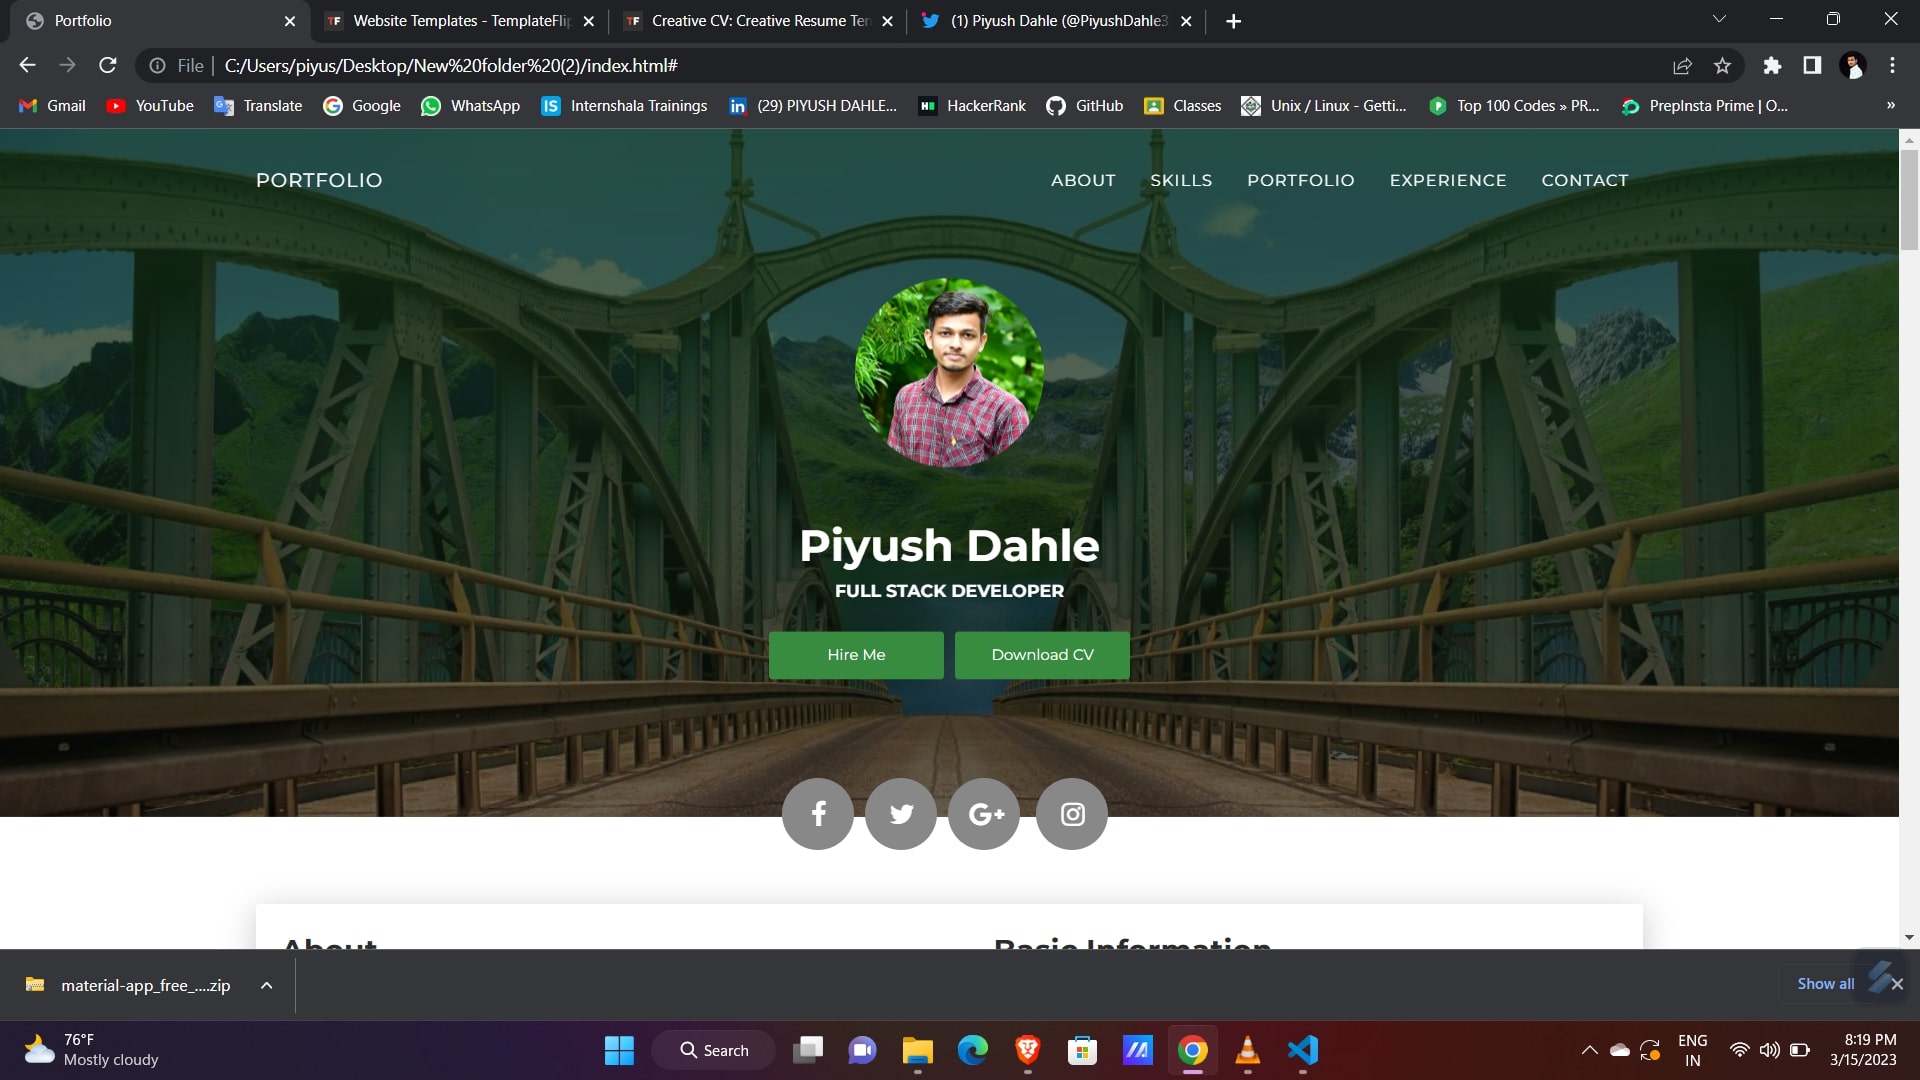 Portfolio
TF Website Templates - TemplateFlip
TF Creative CV: Creative Resume Ten
(1) Piyush Dahle (@PiyushDahle3
File
C:/Users/piyus/Desktop/New%20folder%20(2)/index.html#
Gmail
YouTube
Translate
Google
WhatsApp
IS Internshala Trainings
in (29) PIYUSH DAHLE...
HackerRank
GitHub
Classes
Unix / Linux - Getti...
Top 100 Codes » PR...
PrepInsta Prime | O...
»
PORTFOLIO
ABOUT SKILLS PORTFOLIO EXPERIENCE CONTACT
Piyush Dahle
FULL STACK DEVELOPER
Hire Me
Download CV
f G+
About
Basic Information
material-app_free_....zip
Show all
76°F
Mostly cloudy
Search
ENG
IN
8:19 PM
3/15/2023